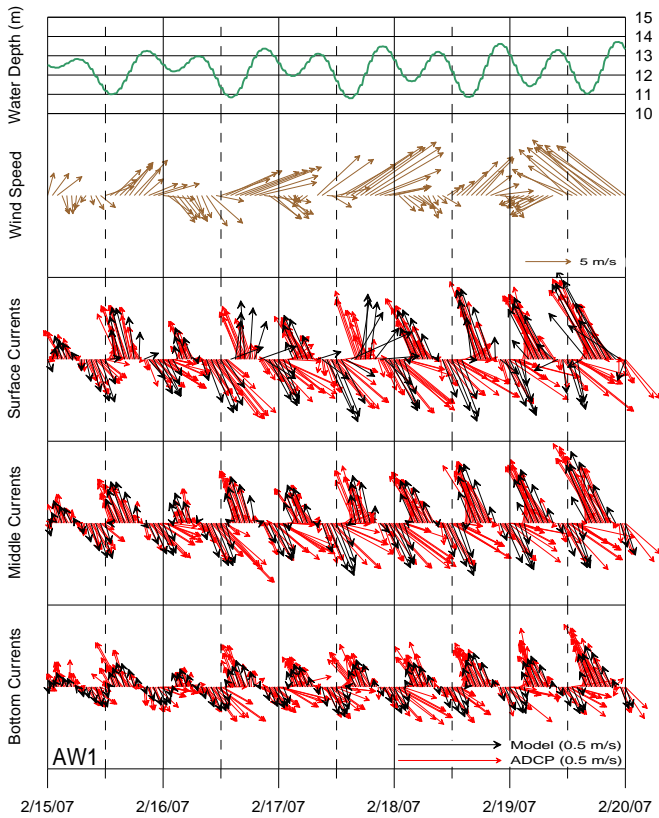 Water Depth (m)
15
14
13
12
11
10
Wind Speed
5 m/s
Surface Currents
Middle Currents
Bottom Currents
Model (0.5 m/s)
ADCP (0.5 m/s)
AW1
2/15/07 2/16/07 2/17/07 2/18/07 2/19/07 2/20/07